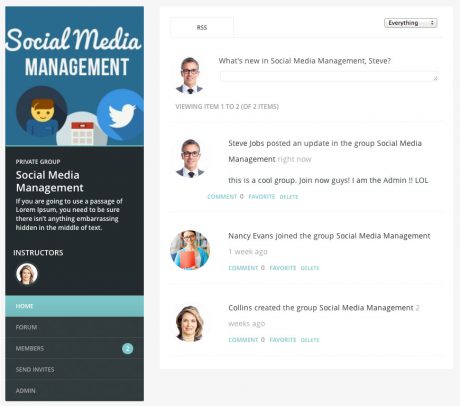 Social Media
MANAGEMENT
PRIVATE GROUP
Social Media
Management
If you are going to use a passage of
Lorem Ipsum, you need to be sure
there isn't anything embarrassing
hidden in the middle of text.
INSTRUCTORS
HOME
FORUM
MEMBERS 2
SEND INVITES
ADMIN
RSS
Everything
What's new in Social Media Management, Steve?
VIEWING ITEM 1 TO 2 (OF 2 ITEMS)
Steve Jobs posted an update in the group Social Media
Management right now
this is a cool group. Join now guys! I am the Admin !! LOL
COMMENT 0 FAVORITE DELETE
Nancy Evans joined the group Social Media Management
1 week ago
COMMENT 0 FAVORITE DELETE
Collins created the group Social Media Management 2
weeks ago
COMMENT 0 FAVORITE DELETE